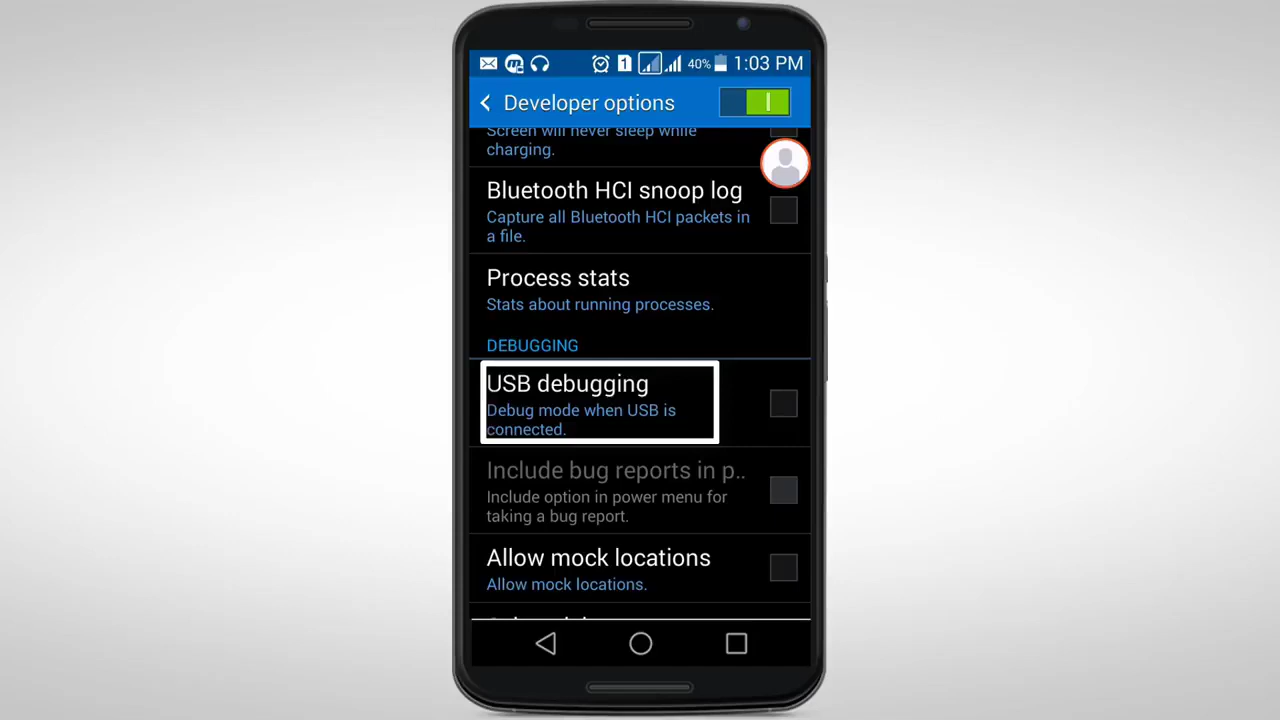 1 40% 1:03 PM
Developer options
Screen will never sleep while
charging.
Bluetooth HCI snoop log
Capture all Bluetooth HCI packets in
a file.
Process stats
Stats about running processes.
DEBUGGING
USB debugging
Debug mode when USB is
connected.
Include bug reports in p..
Include option in power menu for
taking a bug report.
Allow mock locations
Allow mock locations.